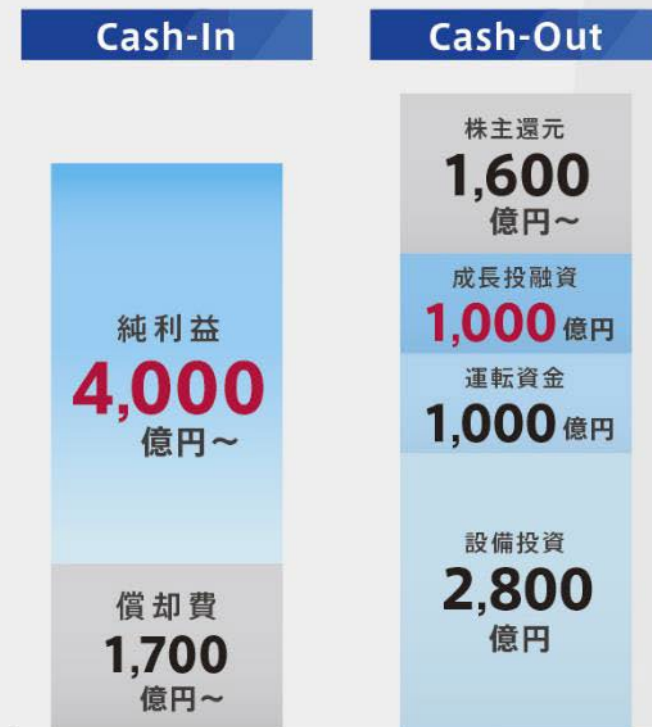 Cash-In
純利益
4,000
億円～
償却費
1,700
億円～
Cash-Out
株主還元
1,600
億円～
成長投融資
1,000億円
運転資金
1,000億円
設備投資
2,800
億円